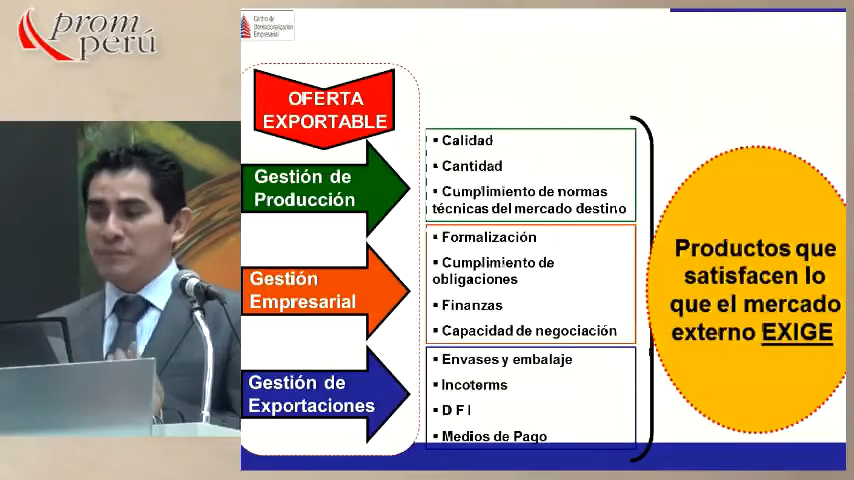 prom
perú
Centro de
Internacionalización
Empresarial
OFERTA
EXPORTABLE
Gestión de
Producción
▪ Calidad
▪ Cantidad
▪ Cumplimiento de normas
técnicas del mercado destino
Gestión
Empresarial
▪ Formalización
▪ Cumplimiento de
obligaciones
▪ Finanzas
▪ Capacidad de negociación
Gestión de
Exportaciones
▪ Envases y embalaje
▪ Incoterms
▪ D F I
▪ Medios de Pago
Productos que
satisfacen lo
que el mercado
externo EXIGE